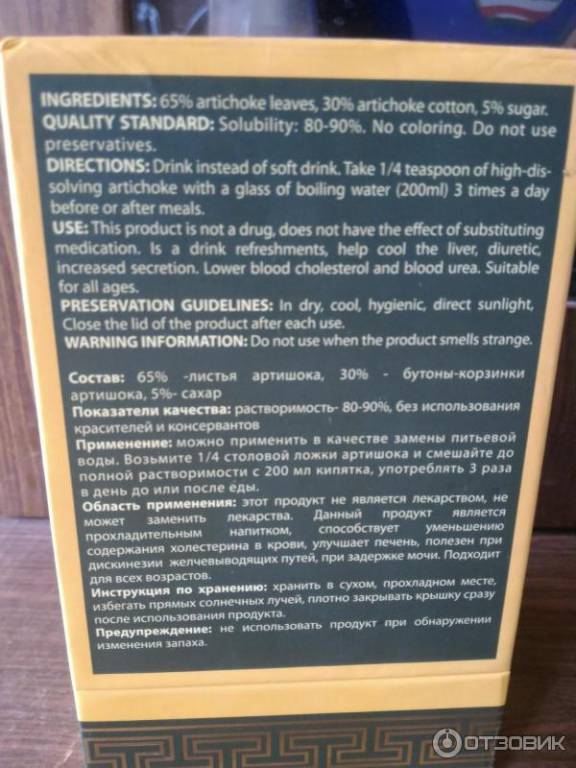 INGREDIENTS: 65% artichoke leaves, 30% artichoke cotton, 5% sugar.
QUALITY STANDARD: Solubility: 80-90%. No coloring. Do not use
preservatives.
DIRECTIONS: Drink instead of soft drink. Take 1/4 teaspoon of high-dis-
solving artichoke with a glass of boiling water (200ml) 3 times a day
before or after meals.
USE: This product is not a drug, does not have the effect of substituting
medication. Is a drink refreshments, help cool the liver, diuretic,
increased secretion. Lower blood cholesterol and blood urea. Suitable
for all ages.
PRESERVATION GUIDELINES: In dry, cool, hygienic, direct sunlight,
Close the lid of the product after each use.
WARNING INFORMATION: Do not use when the product smells strange.
Состав: 65% -листья артишока, 30% - бутоны-корзинки
артишока, 5%- сахар
Показатели качества: растворимость- 80-90%, без использования
красителей и консервантов
Применение: можно применить в качестве замены питьевой
воды. Возьмите 1/4 столовой ложки артишока и смешайте до
полной растворимости с 200 мл кипятка, употреблять 3 раза
в день до или после еды.
Область применения: этот продукт не является лекарством, не
может заменить лекарства. Данный продукт является
прохладительным напитком, способствует уменьшению
содержания холестерина в крови, улучшает печень, полезен при
дискинезии желчевыводящих путей, при задержке мочи. Подходит
для всех возрастов.
Инструкция по хранению: хранить в сухом, прохладном месте,
избегать прямых солнечных лучей, плотно закрывать крышку сразу
после использования продукта.
Предупреждение: не использовать продукт при обнаружении
изменения запаха.
ОТЗОВИК